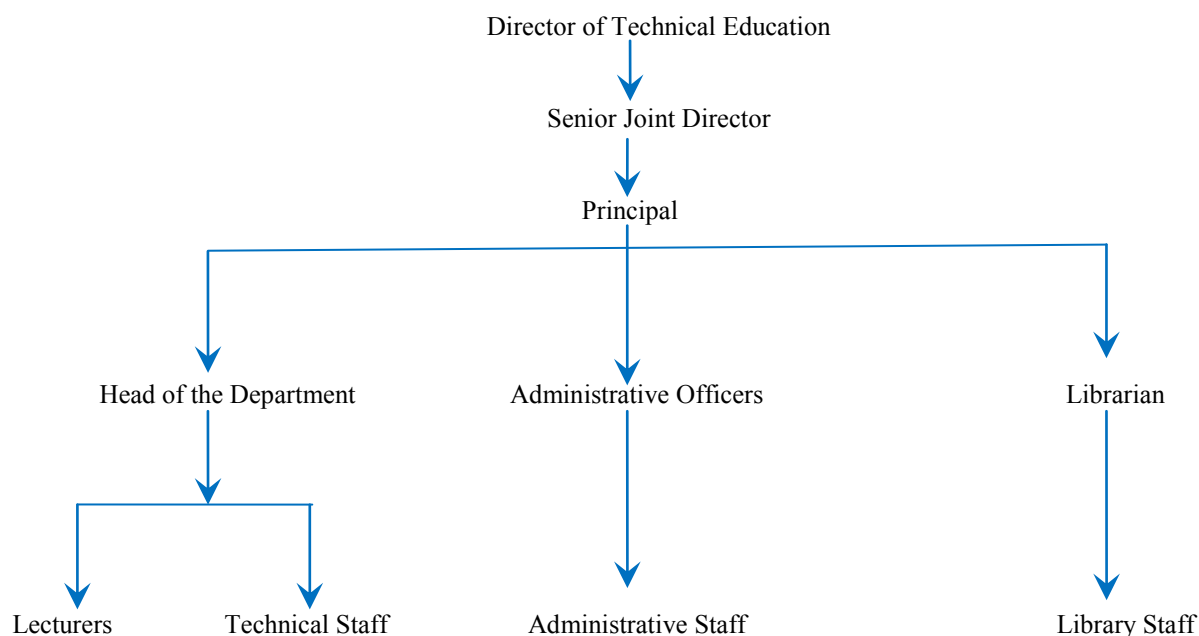 Director of Technical Education
Senior Joint Director
Principal
Head of the Department
Administrative Officers
Librarian
Lecturers
Technical Staff
Administrative Staff
Library Staff